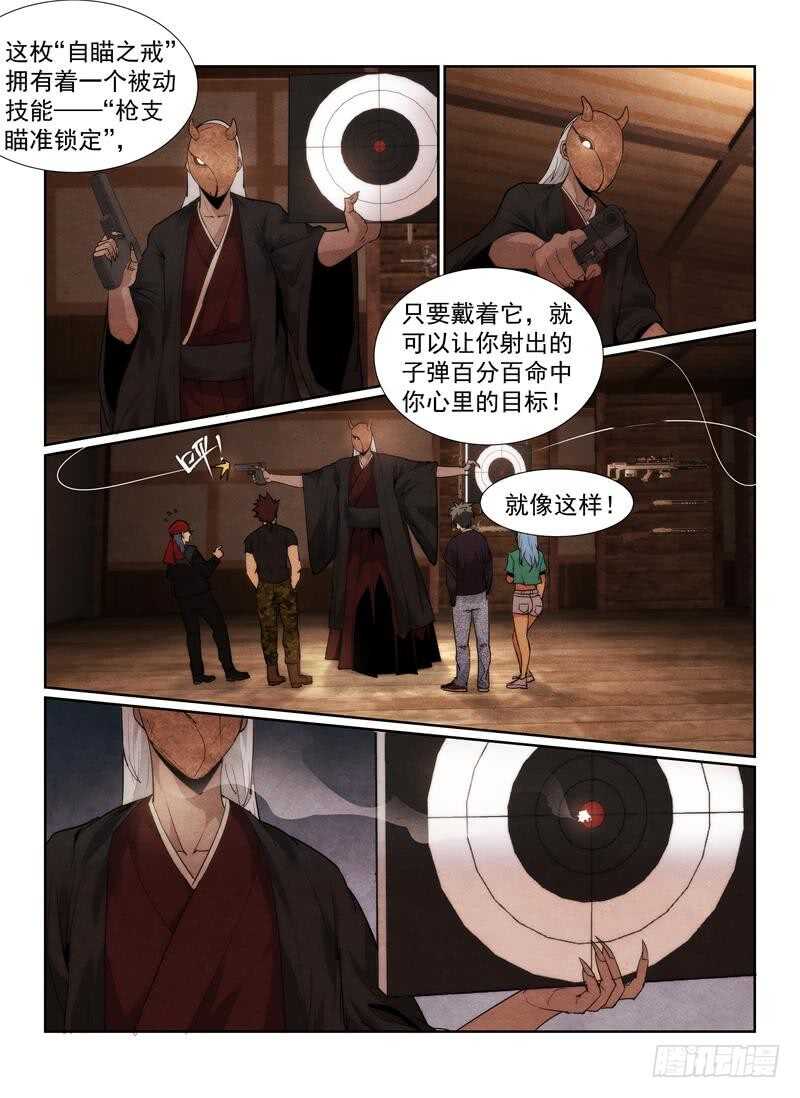 这枚“自瞄之戒”
拥有着一个被动
技能——“枪支
瞄准锁定”，
只要戴着它，就
可以让你射出的
子弹百分百命中
你心里的目标！
砰！
就像这样！
腾讯动漫